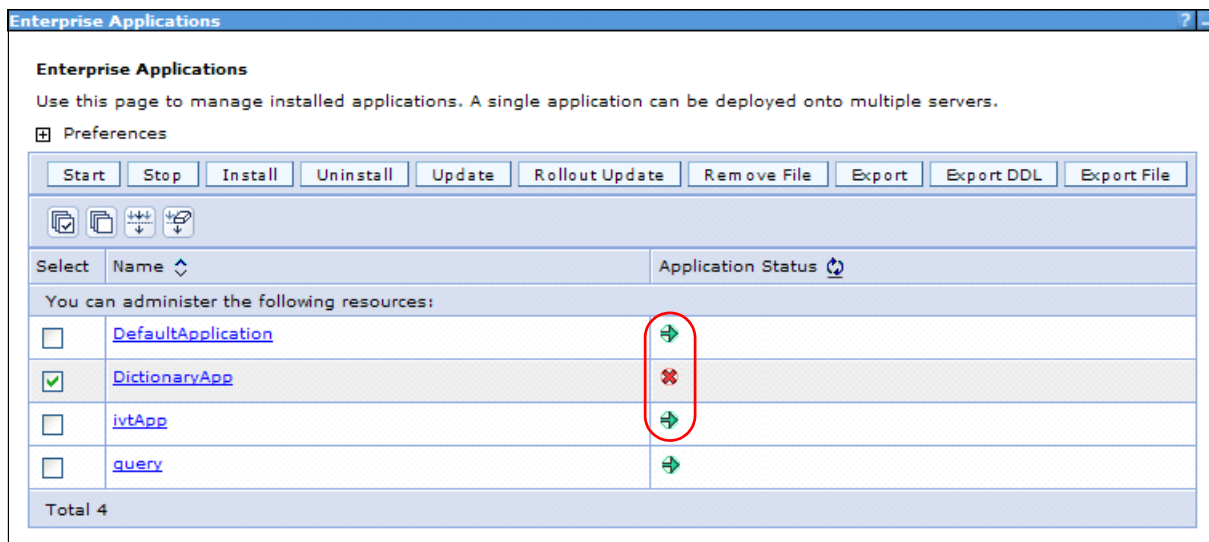 Enterprise Applications ?
Enterprise Applications
Use this page to manage installed applications. A single application can be deployed onto multiple servers.
Preferences
Start Stop Install Uninstall Update Rollout Update Remove File Export Export DDL Export File
Select Name Application Status
You can administer the following resources:
DefaultApplication
DictionaryApp
ivtApp
query
Total 4